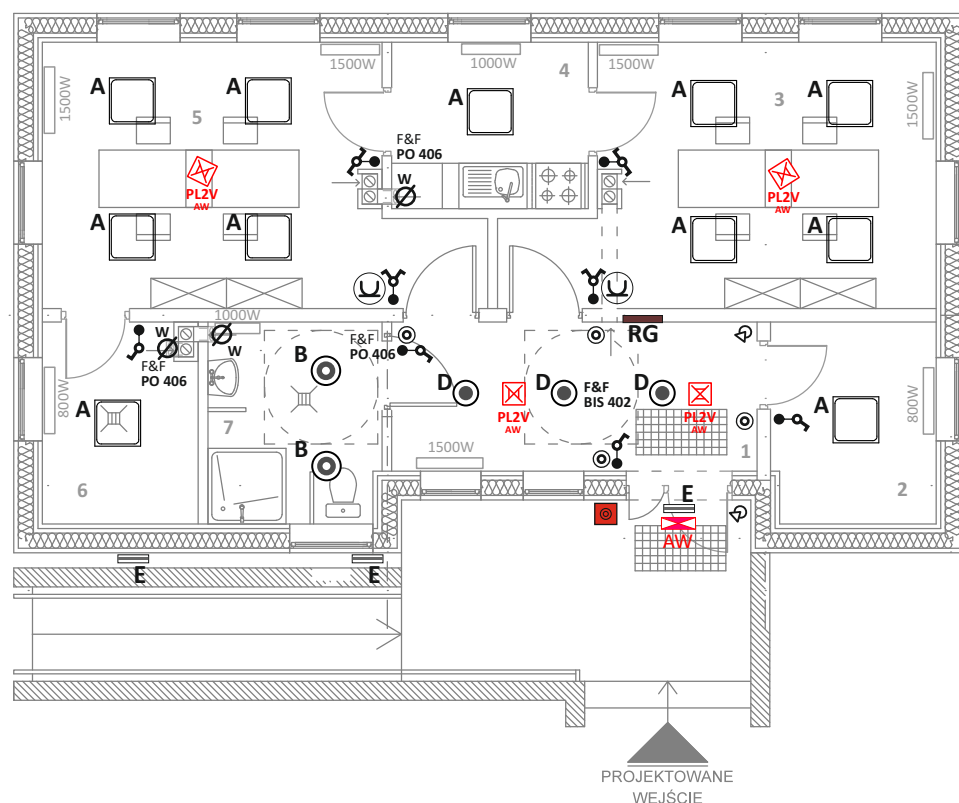 1500W
1000W
1500W
4
A
A
5
1500W
A
A
3
A
1500W
F&F
PO 406
W
PL2V
AW
PL2V
AW
A
A
A
A
1000W
RG
W
W
F&F
PO 406
F&F
PO 406
B
800W
A
D
D
F&F
BIS 402
D
PL2V
AW
PL2V
AW
A
800W
7
B
1500W
1
6
2
E
AW
E
E
PROJEKTOWANE
WEJŚCIE